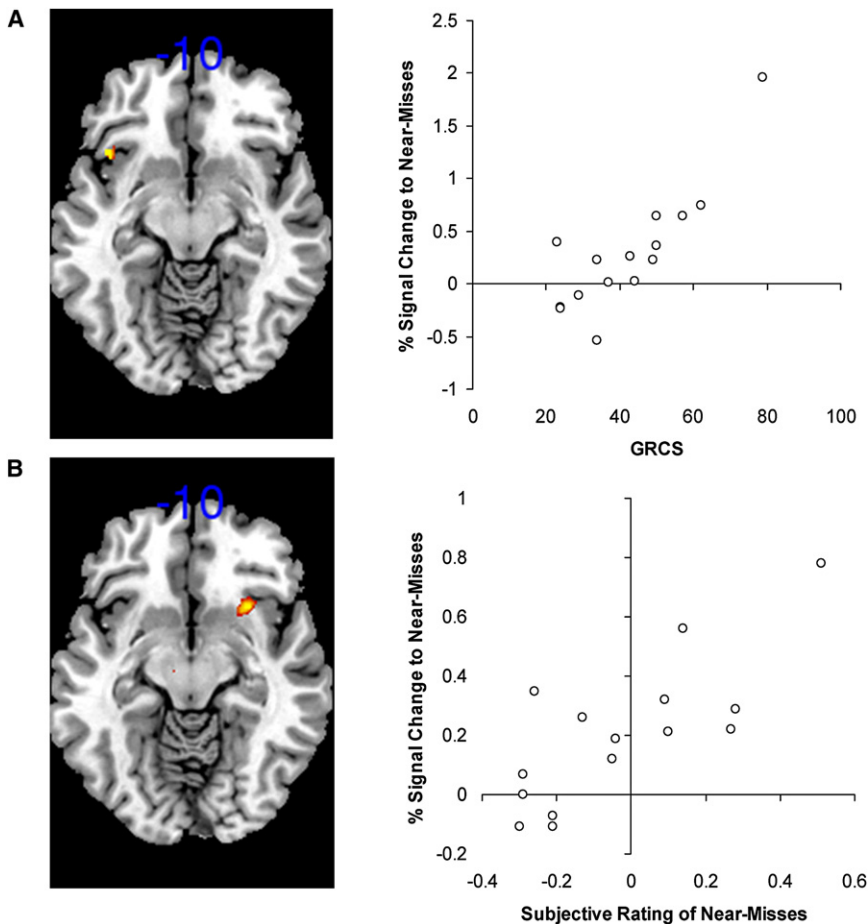 A
-10
% Signal Change to Near-Misses
2.5
2
1.5
1
0.5
0
-0.5
-1
0 20 40 60 80 100
GRCS
B
-10
% Signal Change to Near-Misses
1
0.8
0.6
0.4
0.2
0
-0.2
-0.4 -0.2 0 0.2 0.4 0.6
Subjective Rating of Near-Misses